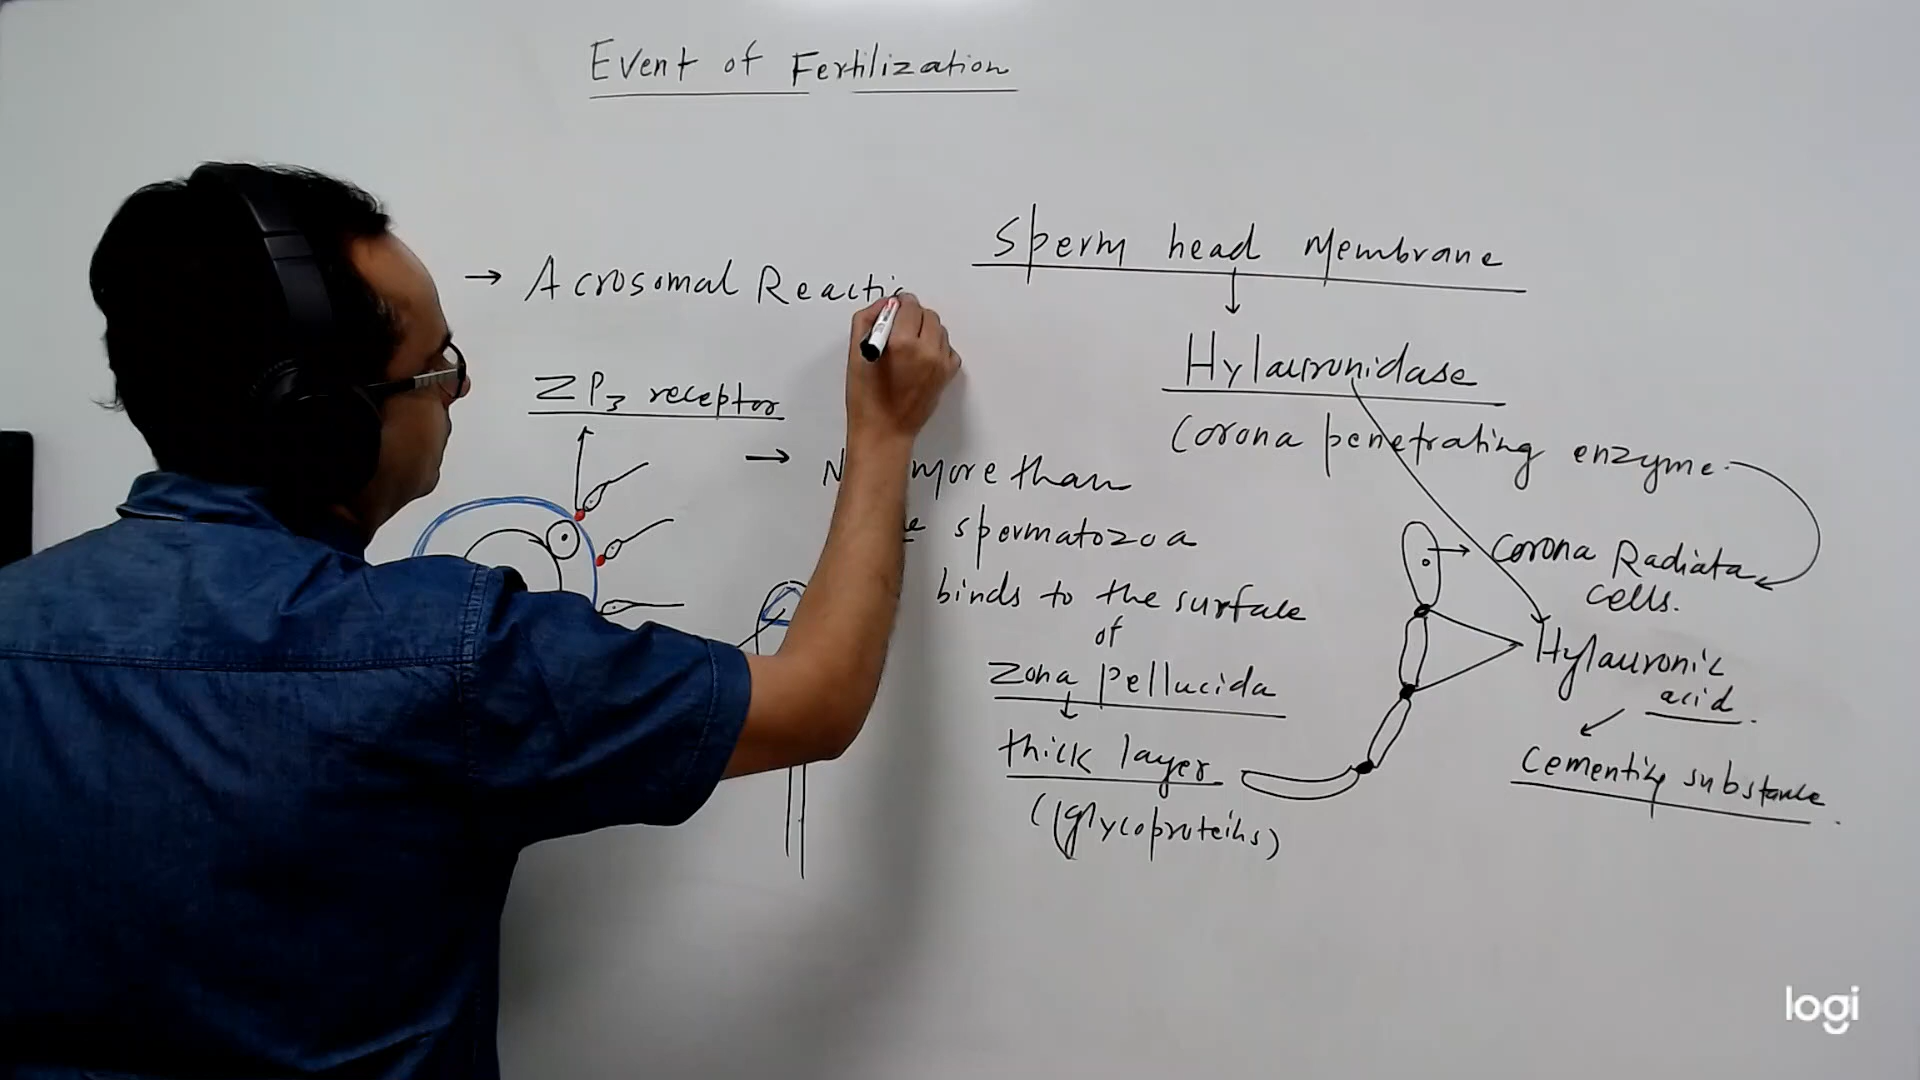 Event of Fertilization
→ Acrosomal Reacti
ZP3 receptor
→ more than
spermatozoa
binds to the surface
of
Zona pellucida
thick layer
(glycoproteins)
Sperm head Membrane
Hylauronidase
Corona penetrating enzyme.
Corona Radiata
cells.
Hylauronic
acid.
Cementing substance.
logi